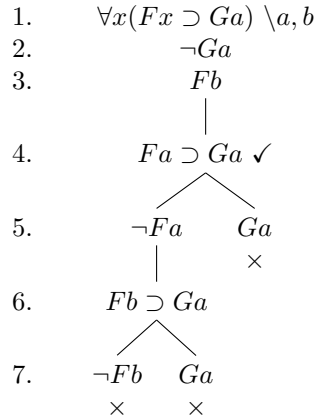 1. ∀x(Fx ⊃ Ga) \a, b
2. ¬Ga
3. Fb
4. Fa ⊃ Ga ✓
5. ¬Fa Ga
×
6. Fb ⊃ Ga
7. ¬Fb Ga
× ×